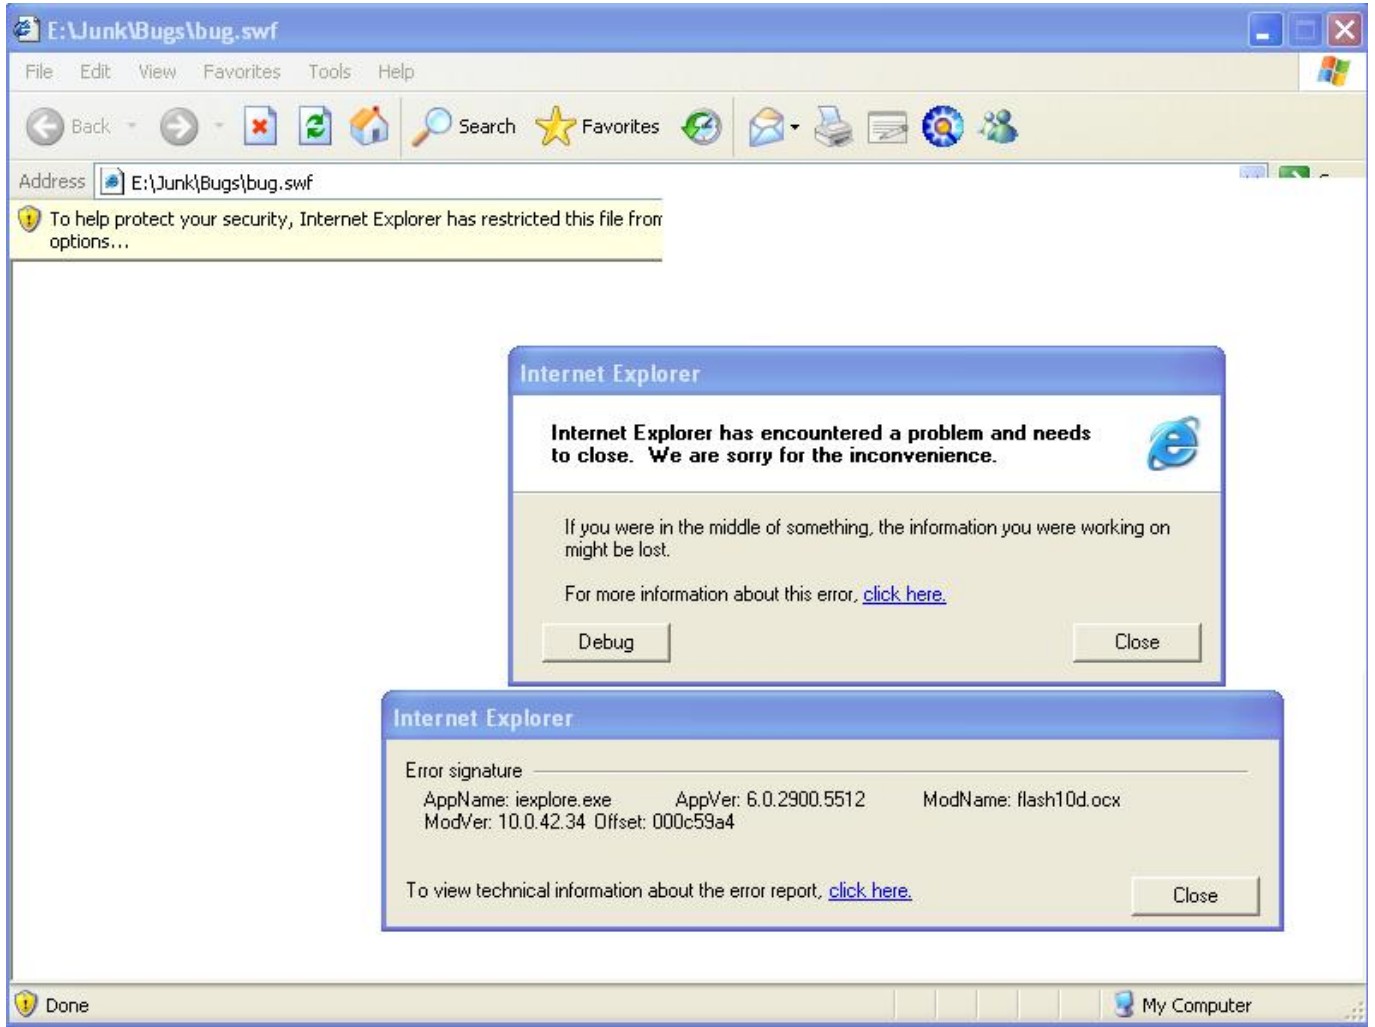 E:\Junk\Bugs\bug.swf
File Edit View Favorites Tools Help
Back Search Favorites
Address E:\Junk\Bugs\bug.swf
To help protect your security, Internet Explorer has restricted this file from
options...
Internet Explorer
Internet Explorer has encountered a problem and needs
to close. We are sorry for the inconvenience.
If you were in the middle of something, the information you were working on
might be lost.
For more information about this error, click here.
Debug Close
Internet Explorer
Error signature
AppName: iexplore.exe AppVer: 6.0.2900.5512 ModName: flash10d.ocx
ModVer: 10.0.42.34 Offset: 000c59a4
To view technical information about the error report, click here.
Close
Done My Computer